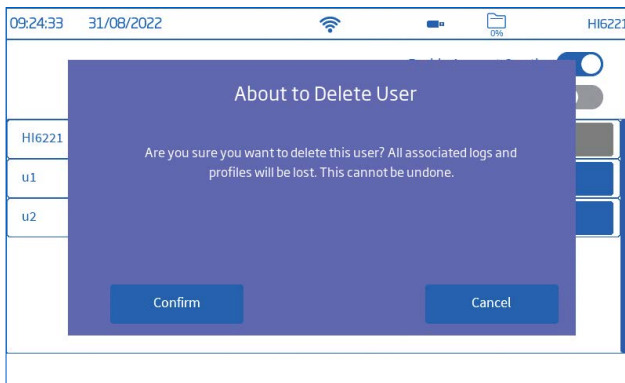 09:24:33 31/08/2022 0% HI6221
About to Delete User
HI6221
Are you sure you want to delete this user? All associated logs and
profiles will be lost. This cannot be undone.
u1
u2
Confirm Cancel